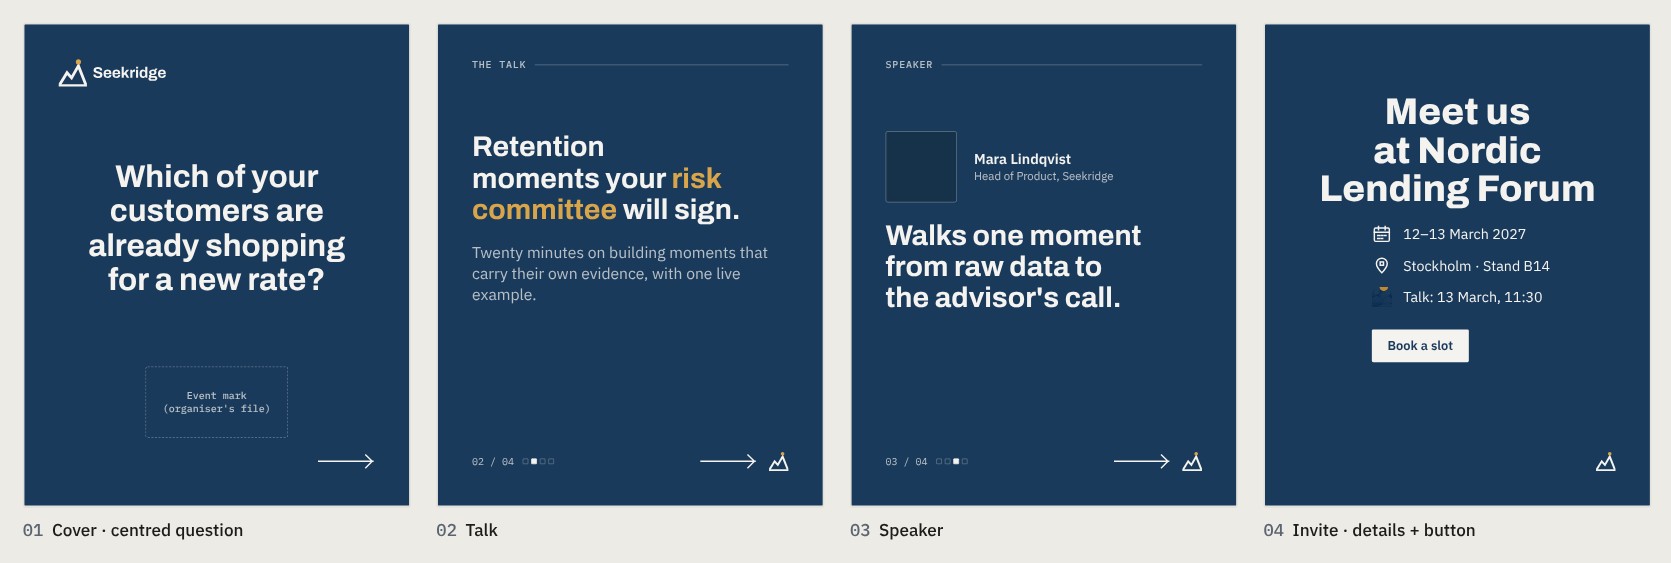 Seekridge
Which of your
customers are
already shopping
for a new rate?
Event mark
(organiser's file)
01 Cover · centred question
THE TALK
Retention
moments your risk
committee will sign.
Twenty minutes on building moments that
carry their own evidence, with one live
example.
02 / 04
02 Talk
SPEAKER
Mara Lindqvist
Head of Product, Seekridge
Walks one moment
from raw data to
the advisor's call.
03 / 04
03 Speaker
Meet us
at Nordic
Lending Forum
12–13 March 2027
Stockholm · Stand B14
Talk: 13 March, 11:30
Book a slot
04 Invite · details + button